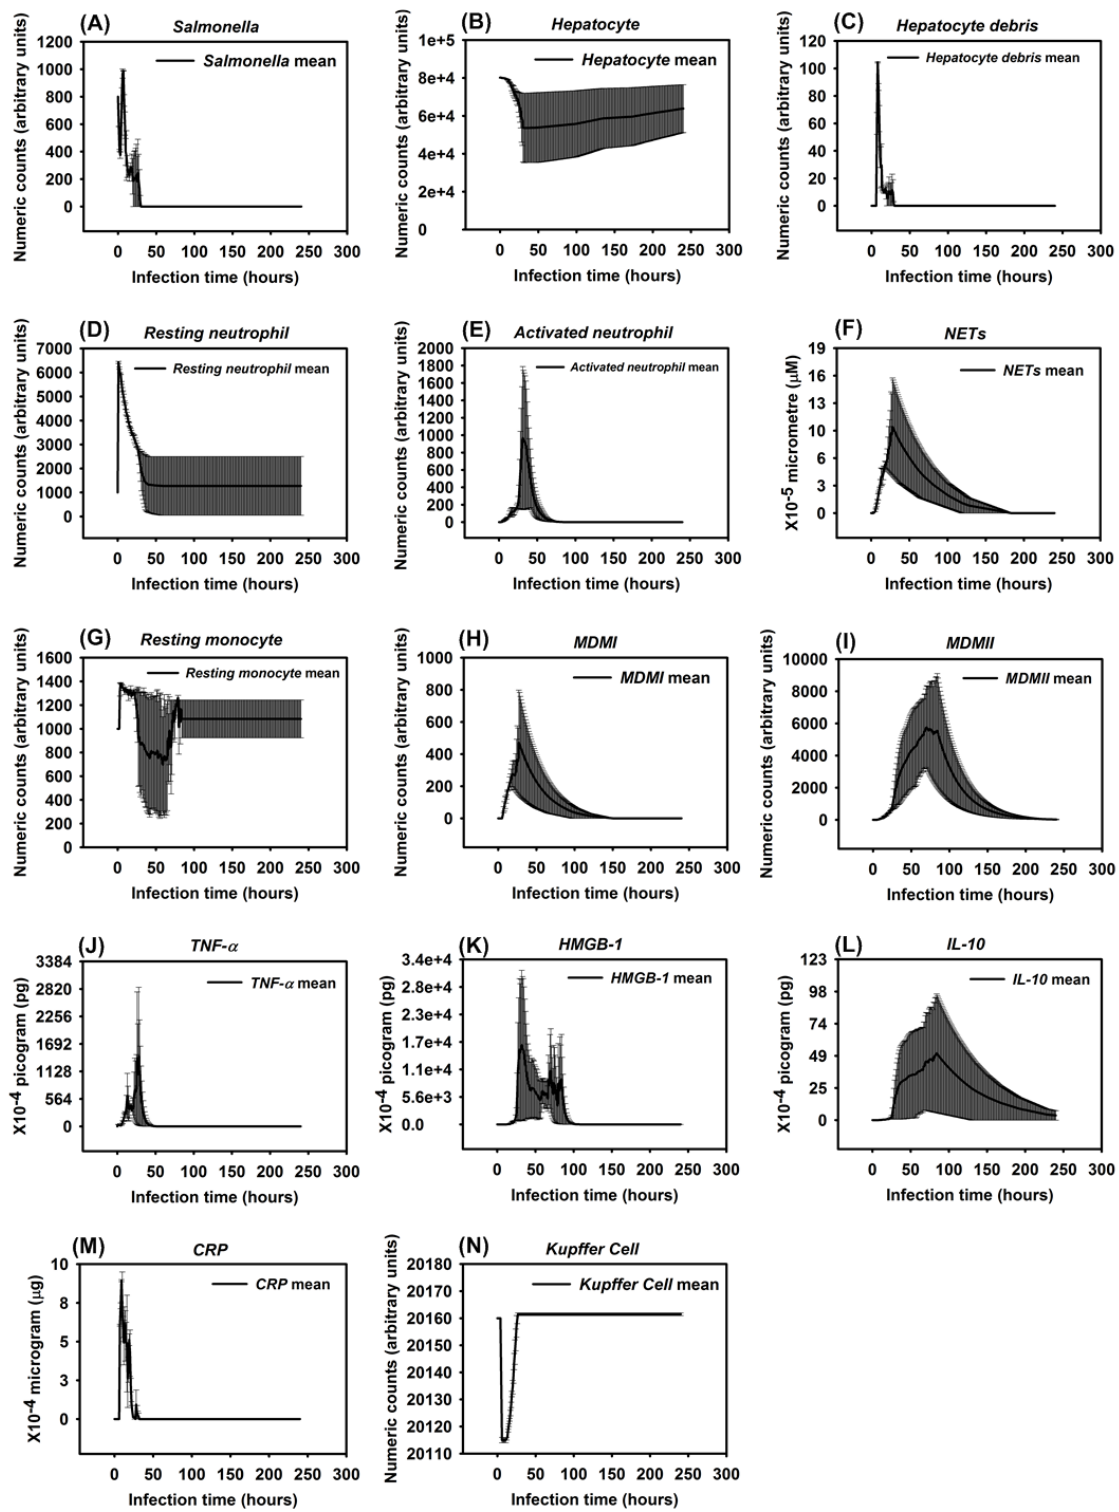 (A) Salmonella
Numeric counts (arbitrary units)
1200
1000
800
600
400
200
0
Salmonella mean
0 50 100 150 200 250 300
Infection time (hours)
(B) Hepatocyte
Numeric counts (arbitrary units)
1e+5
8e+4
6e+4
4e+4
2e+4
0
Hepatocyte mean
0 50 100 150 200 250 300
Infection time (hours)
(C) Hepatocyte debris
Numeric counts (arbitrary units)
120
100
80
60
40
20
0
Hepatocyte debris mean
0 50 100 150 200 250 300
Infection time (hours)
(D) Resting neutrophil
Numeric counts (arbitrary units)
7000
6000
5000
4000
3000
2000
1000
0
Resting neutrophil mean
0 50 100 150 200 250 300
Infection time (hours)
(E) Activated neutrophil
Numeric counts (arbitrary units)
2000
1800
1600
1400
1200
1000
800
600
400
200
0
Activated neutrophil mean
0 50 100 150 200 250 300
Infection time (hours)
(F) NETs
X10-5 micrometre (μM)
19
16
13
10
6
3
0
NETs mean
0 50 100 150 200 250 300
Infection time (hours)
(G) Resting monocyte
Numeric counts (arbitrary units)
1600
1400
1200
1000
800
600
400
200
0
Resting monocyte mean
0 50 100 150 200 250 300
Infection time (hours)
(H) MDMI
Numeric counts (arbitrary units)
1000
800
600
400
200
0
MDMI mean
0 50 100 150 200 250 300
Infection time (hours)
(I) MDMII
Numeric counts (arbitrary units)
10000
8000
6000
4000
2000
0
MDMII mean
0 50 100 150 200 250 300
Infection time (hours)
(J) TNF-α
X10-4 picogram (pg)
3384
2820
2256
1692
1128
564
0
TNF-α mean
0 50 100 150 200 250 300
Infection time (hours)
(K) HMGB-1
X10-4 picogram (pg)
3.4e+4
2.8e+4
2.3e+4
1.7e+4
1.1e+4
5.6e+3
0.0
HMGB-1 mean
0 50 100 150 200 250 300
Infection time (hours)
(L) IL-10
X10-4 picogram (pg)
123
98
74
49
25
0
IL-10 mean
0 50 100 150 200 250 300
Infection time (hours)
(M) CRP
X10-4 microgram (μg)
10
8
5
3
0
CRP mean
0 50 100 150 200 250 300
Infection time (hours)
(N) Kupffer Cell
Numeric counts (arbitrary units)
20180
20170
20160
20150
20140
20130
20120
20110
Kupffer Cell mean
0 50 100 150 200 250 300
Infection time (hours)